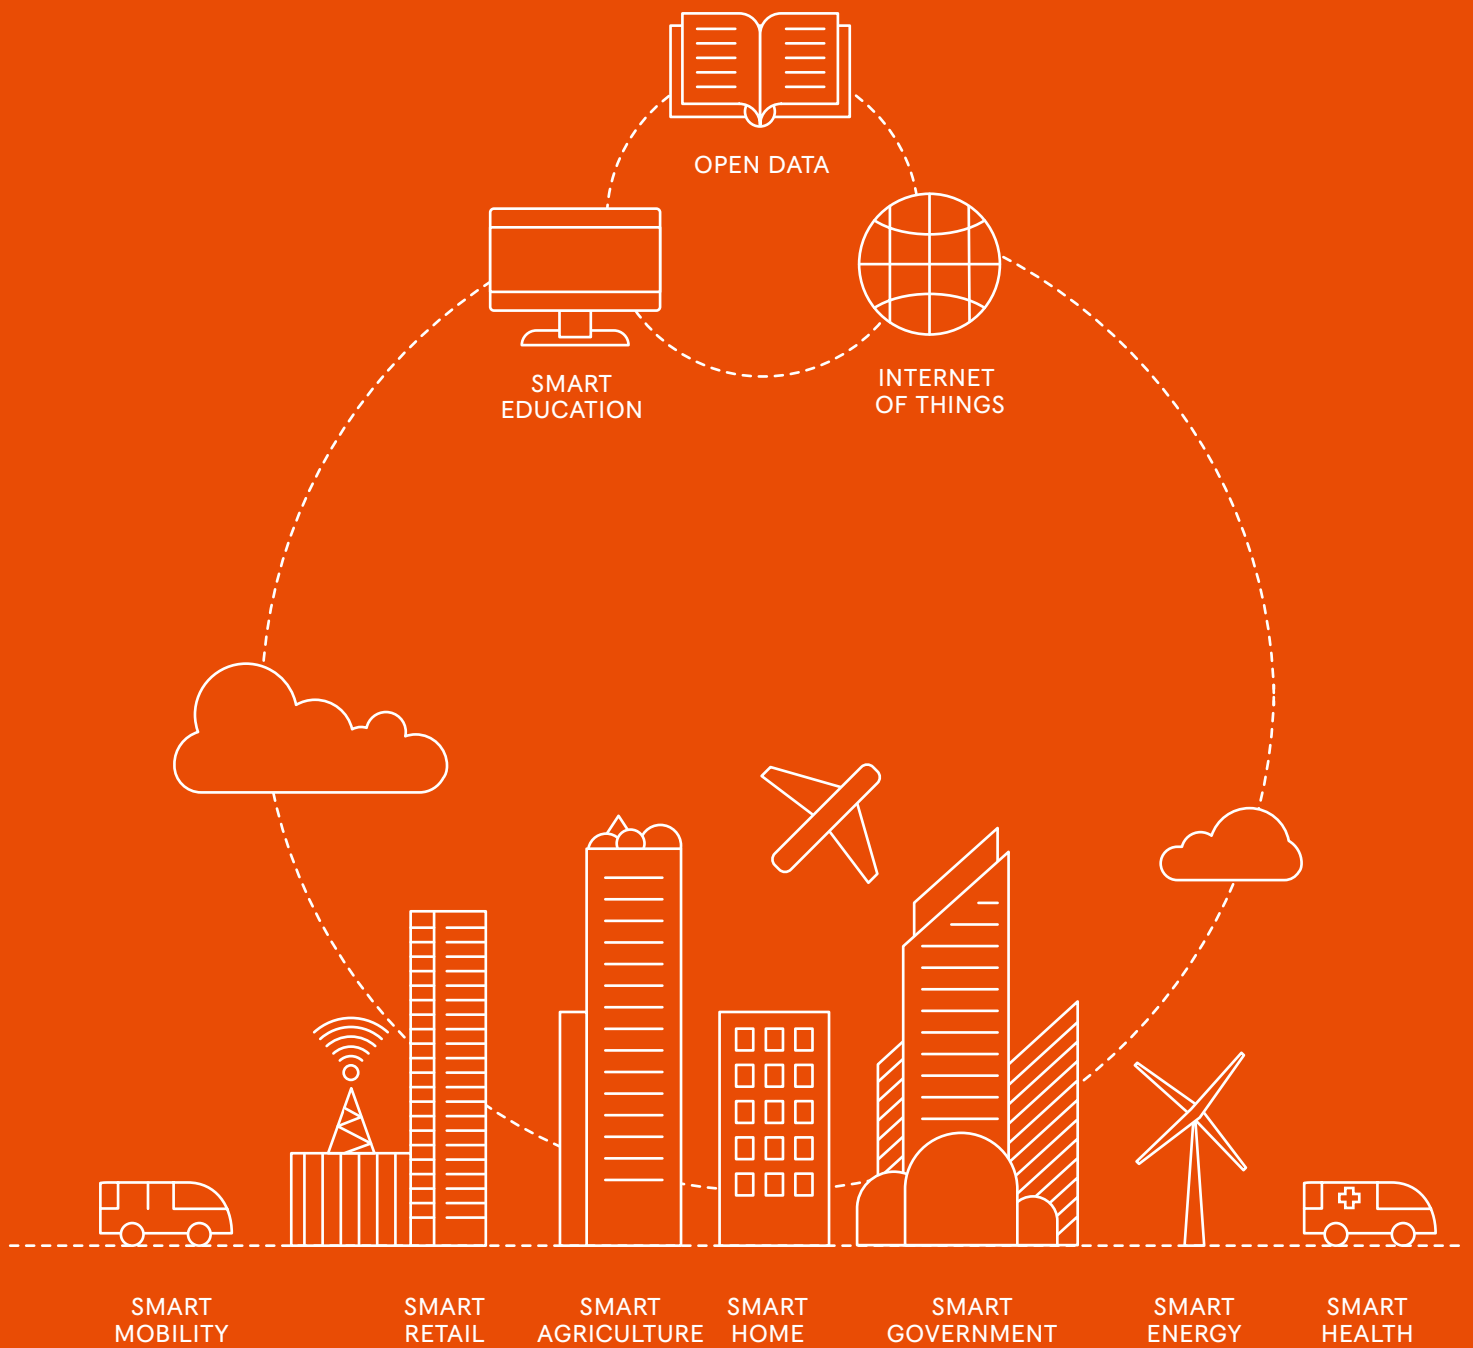 OPEN DATA
SMART
EDUCATION
INTERNET
OF THINGS
SMART
MOBILITY
SMART
RETAIL
SMART
AGRICULTURE
SMART
HOME
SMART
GOVERNMENT
SMART
ENERGY
SMART
HEALTH